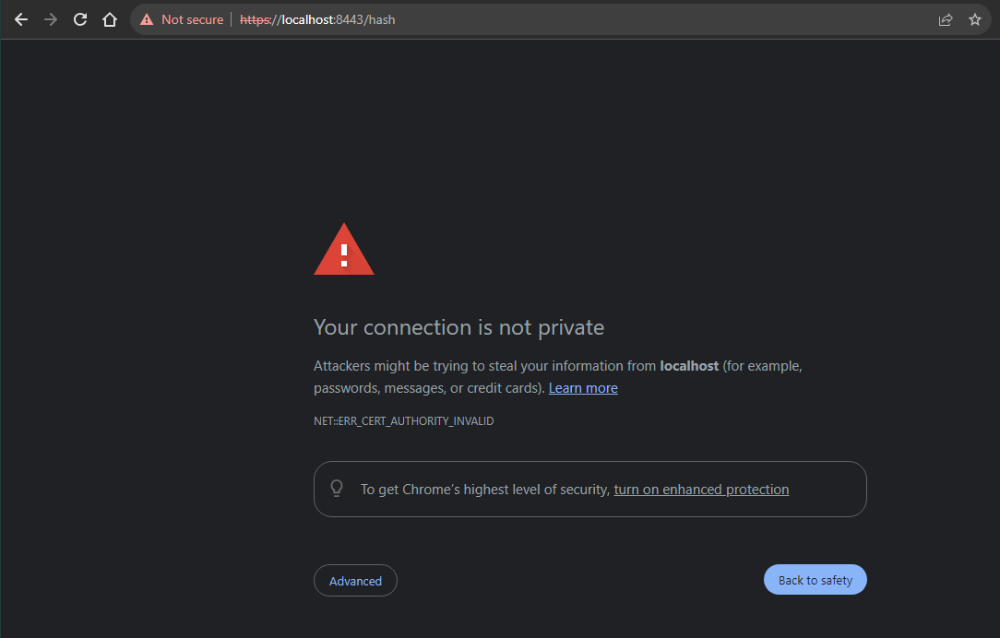 Not secure | https://localhost:8443/hash
Your connection is not private
Attackers might be trying to steal your information from localhost (for example,
passwords, messages, or credit cards). Learn more
NET::ERR_CERT_AUTHORITY_INVALID
To get Chrome's highest level of security, turn on enhanced protection
Advanced
Back to safety